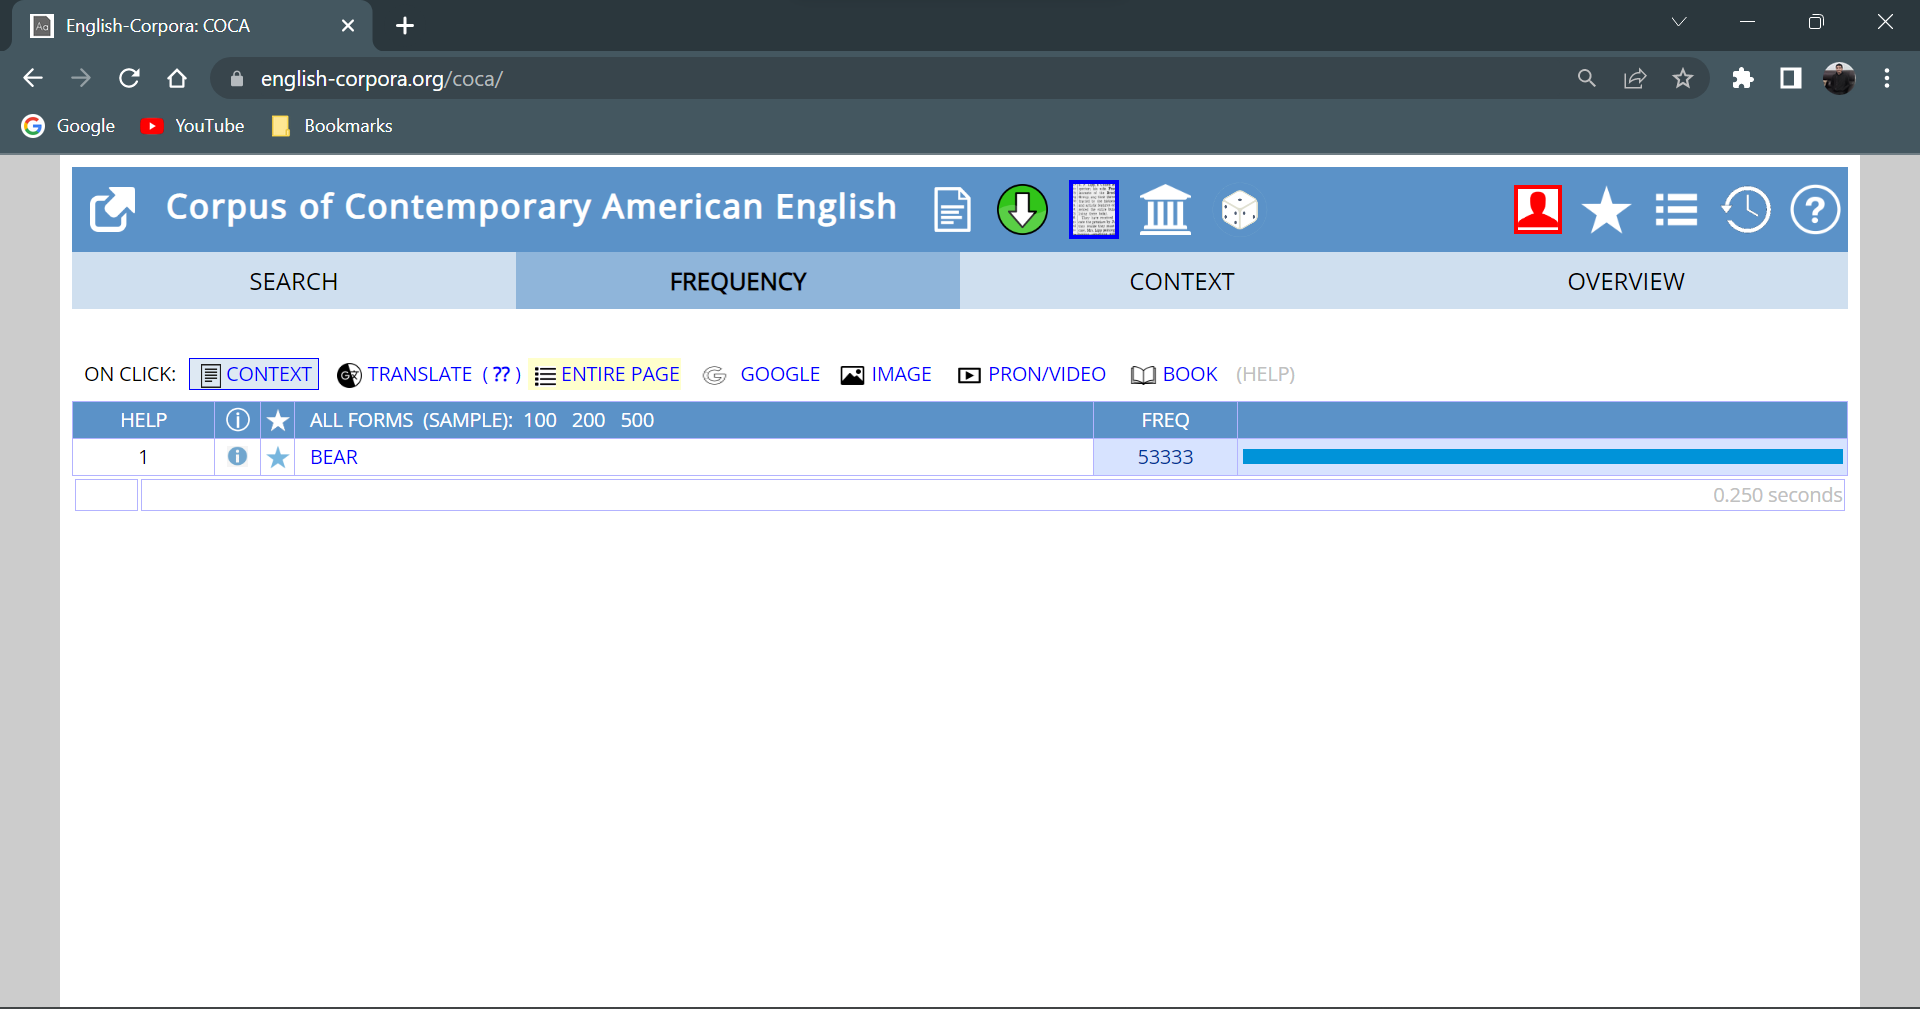 English-Corpora: COCA
english-corpora.org/coca/
Google YouTube Bookmarks
Corpus of Contemporary American English
SEARCH FREQUENCY CONTEXT OVERVIEW
ON CLICK: CONTEXT TRANSLATE (??) ENTIRE PAGE GOOGLE IMAGE PRON/VIDEO BOOK (HELP)
HELP ALL FORMS (SAMPLE): 100 200 500 FREQ
1 BEAR 53333
0.250 seconds